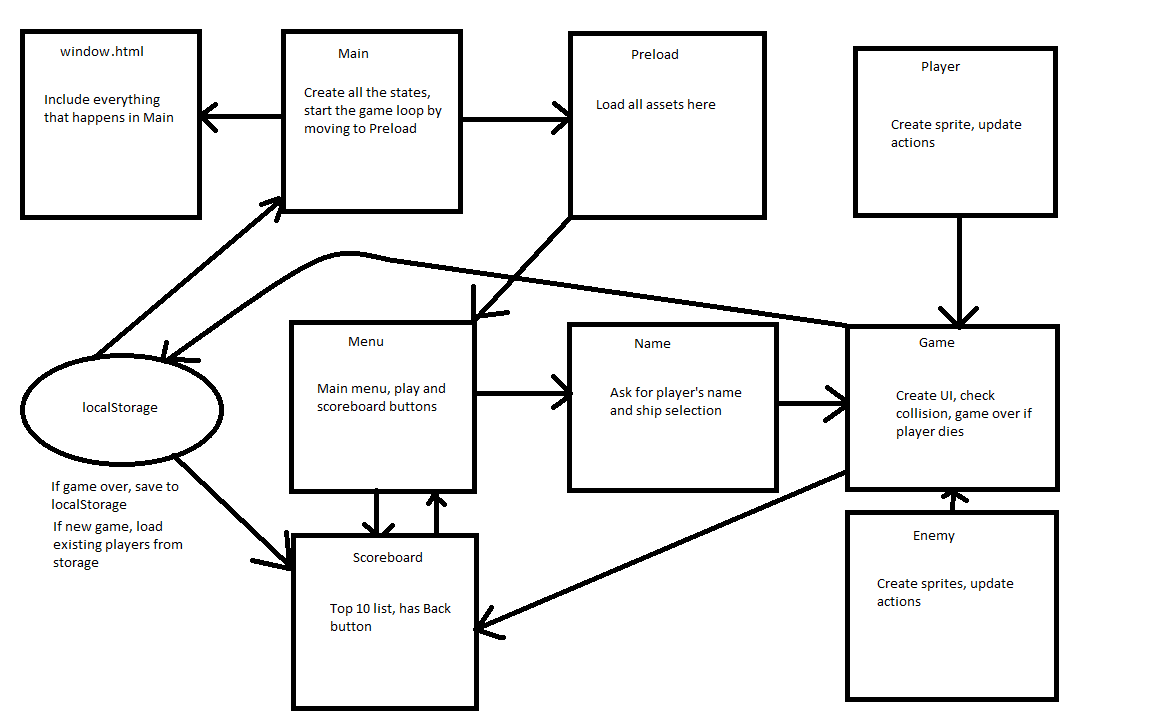 window.html
Include everything
that happens in Main
Main
Create all the states,
start the game loop by
moving to Preload
Preload
Load all assets here
Player
Create sprite, update
actions
localStorage
If game over, save to
localStorage
If new game, load
existing players from
storage
Menu
Main menu, play and
scoreboard buttons
Name
Ask for player's name
and ship selection
Game
Create UI, check
collision, game over if
player dies
Scoreboard
Top 10 list, has Back
button
Enemy
Create sprites, update
actions